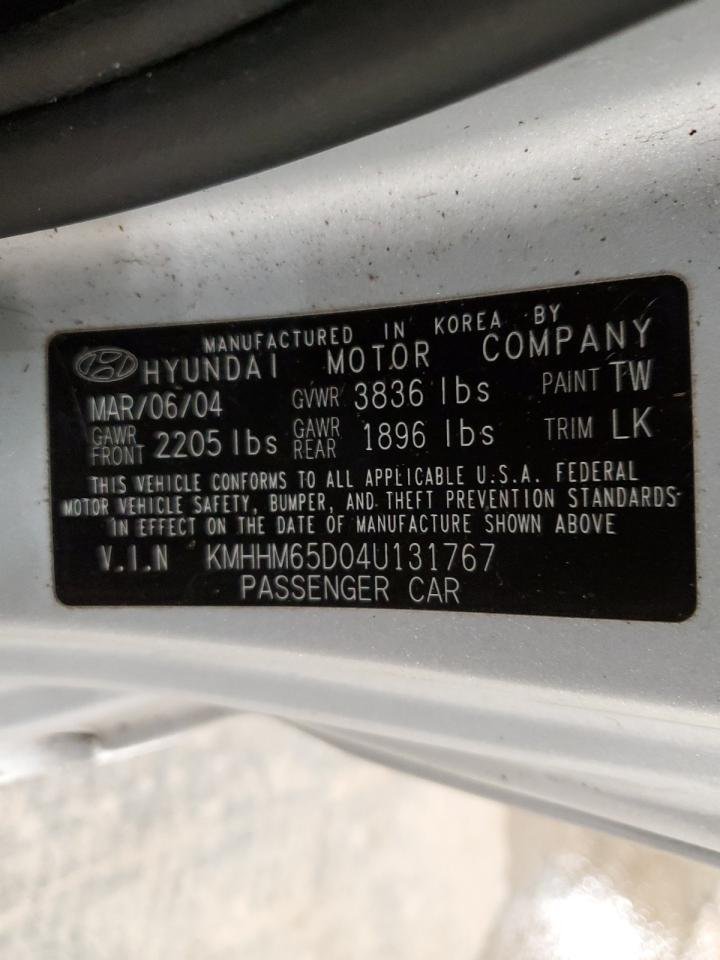 MANUFACTURED IN KOREA BY
HYUNDAI MOTOR COMPANY
MAR/06/04 GVWR 3836 lbs PAINT TW
GAWR FRONT 2205 lbs GAWR REAR 1896 lbs TRIM LK
THIS VEHICLE CONFORMS TO ALL APPLICABLE U.S.A. FEDERAL
MOTOR VEHICLE SAFETY, BUMPER, AND THEFT PREVENTION STANDARDS
IN EFFECT ON THE DATE OF MANUFACTURE SHOWN ABOVE
V.I.N KMHHM65D04U131767
PASSENGER CAR